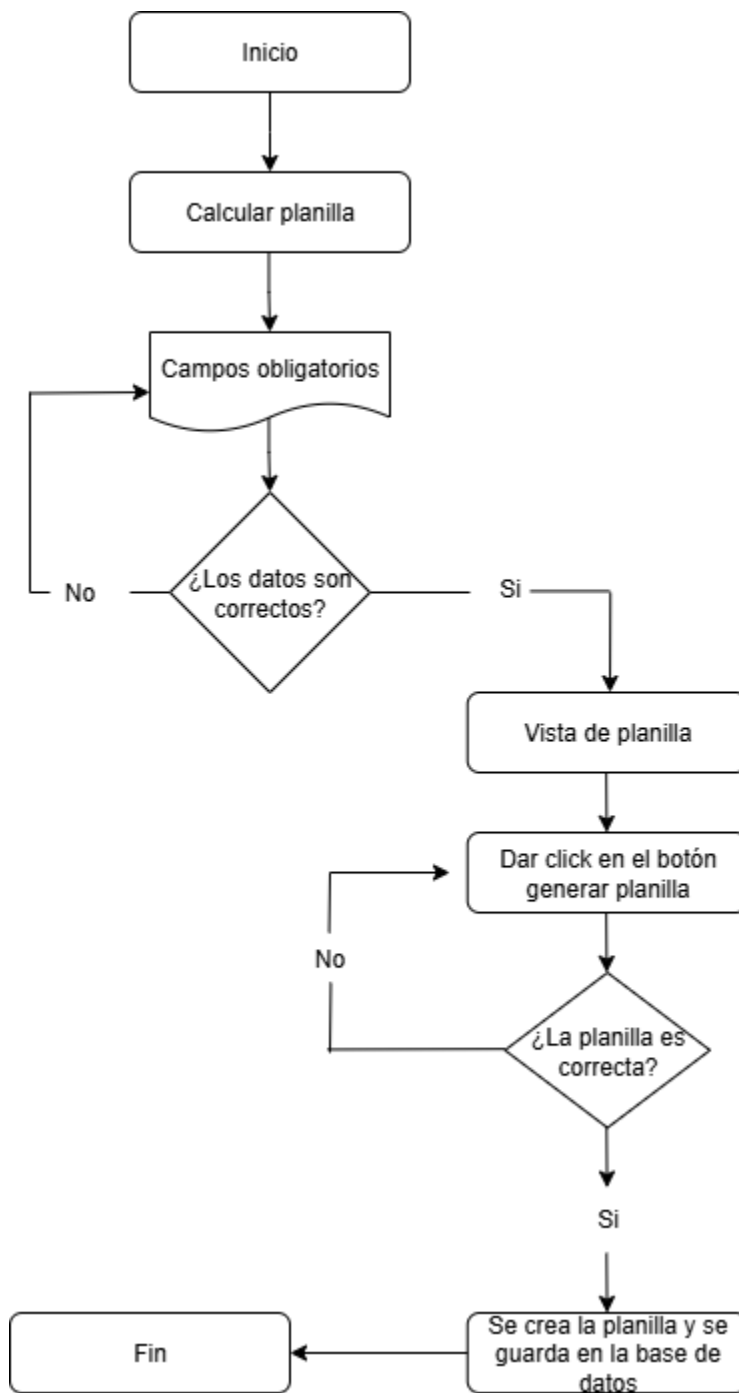 Inicio
Calcular planilla
Campos obligatorios
¿Los datos son
correctos?
No
Si
Vista de planilla
Dar click en el botón
generar planilla
No
¿La planilla es
correcta?
Si
Se crea la planilla y se
guarda en la base de
datos
Fin